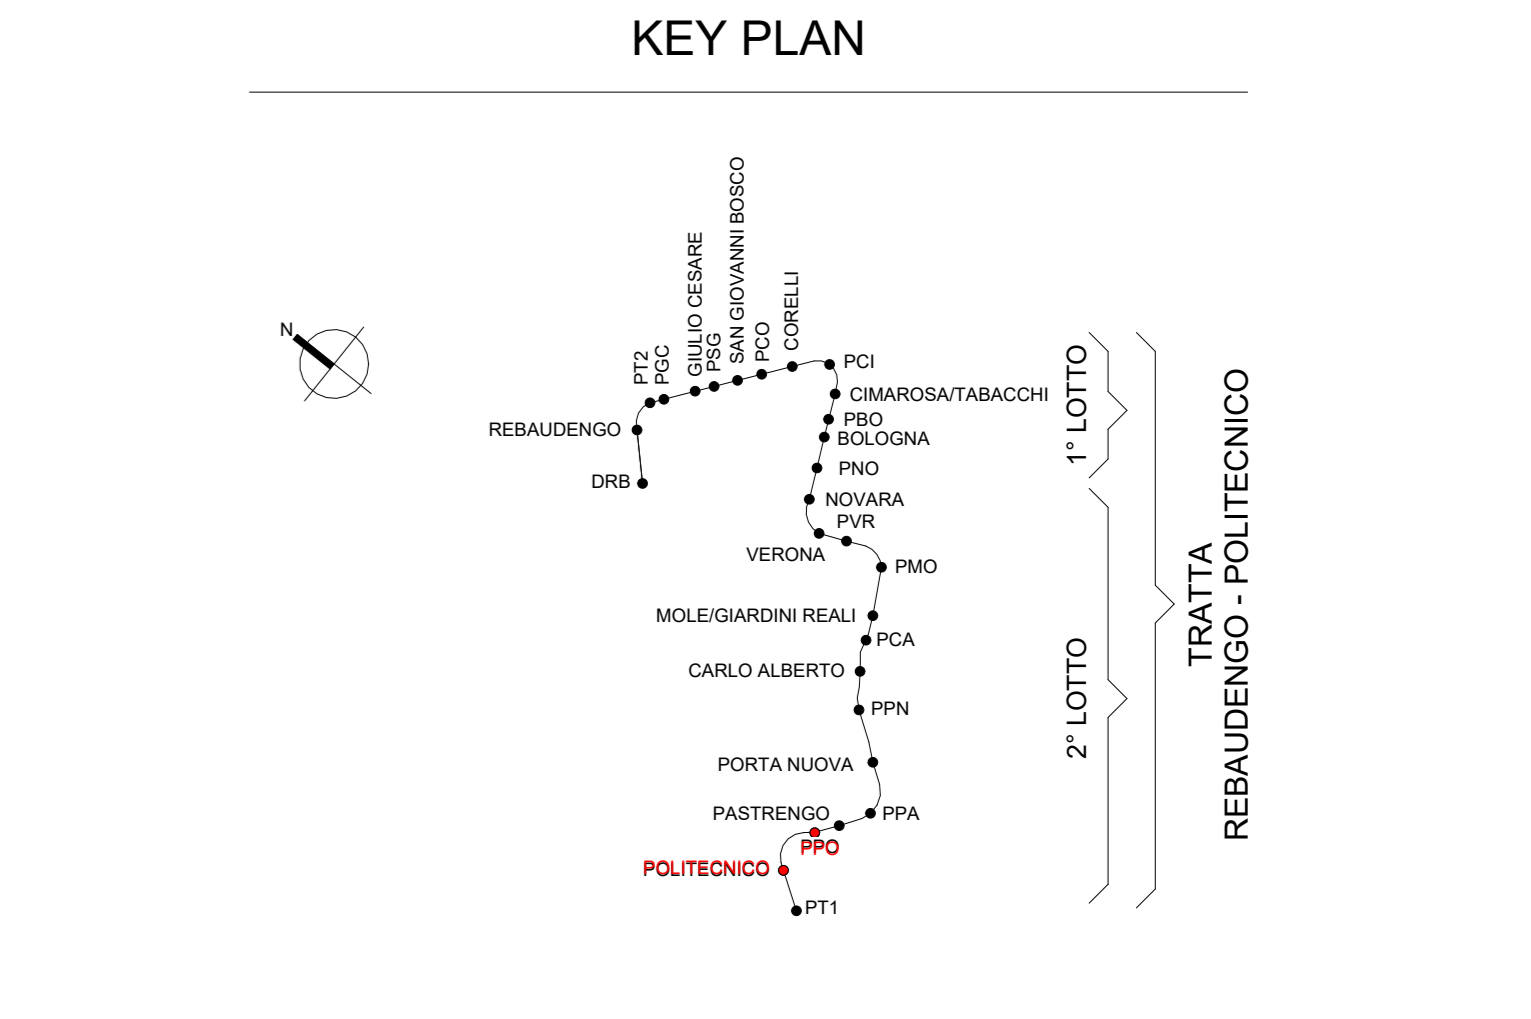 KEY PLAN
N
PT2
PGC
GIULIO CESARE
PSG
SAN GIOVANNI BOSCO
PCO
CORELLI
PCI
CIMAROSA/TABACCHI
PBO
BOLOGNA
REBAUDENGO
DRB
PNO
NOVARA
PVR
VERONA
PMO
MOLE/GIARDINI REALI
PCA
CARLO ALBERTO
PPN
PORTA NUOVA
PASTRENGO
PPA
PPO
POLITECNICO
PT1
1° LOTTO
2° LOTTO
TRATTA
REBAUDENGO - POLITECNICO